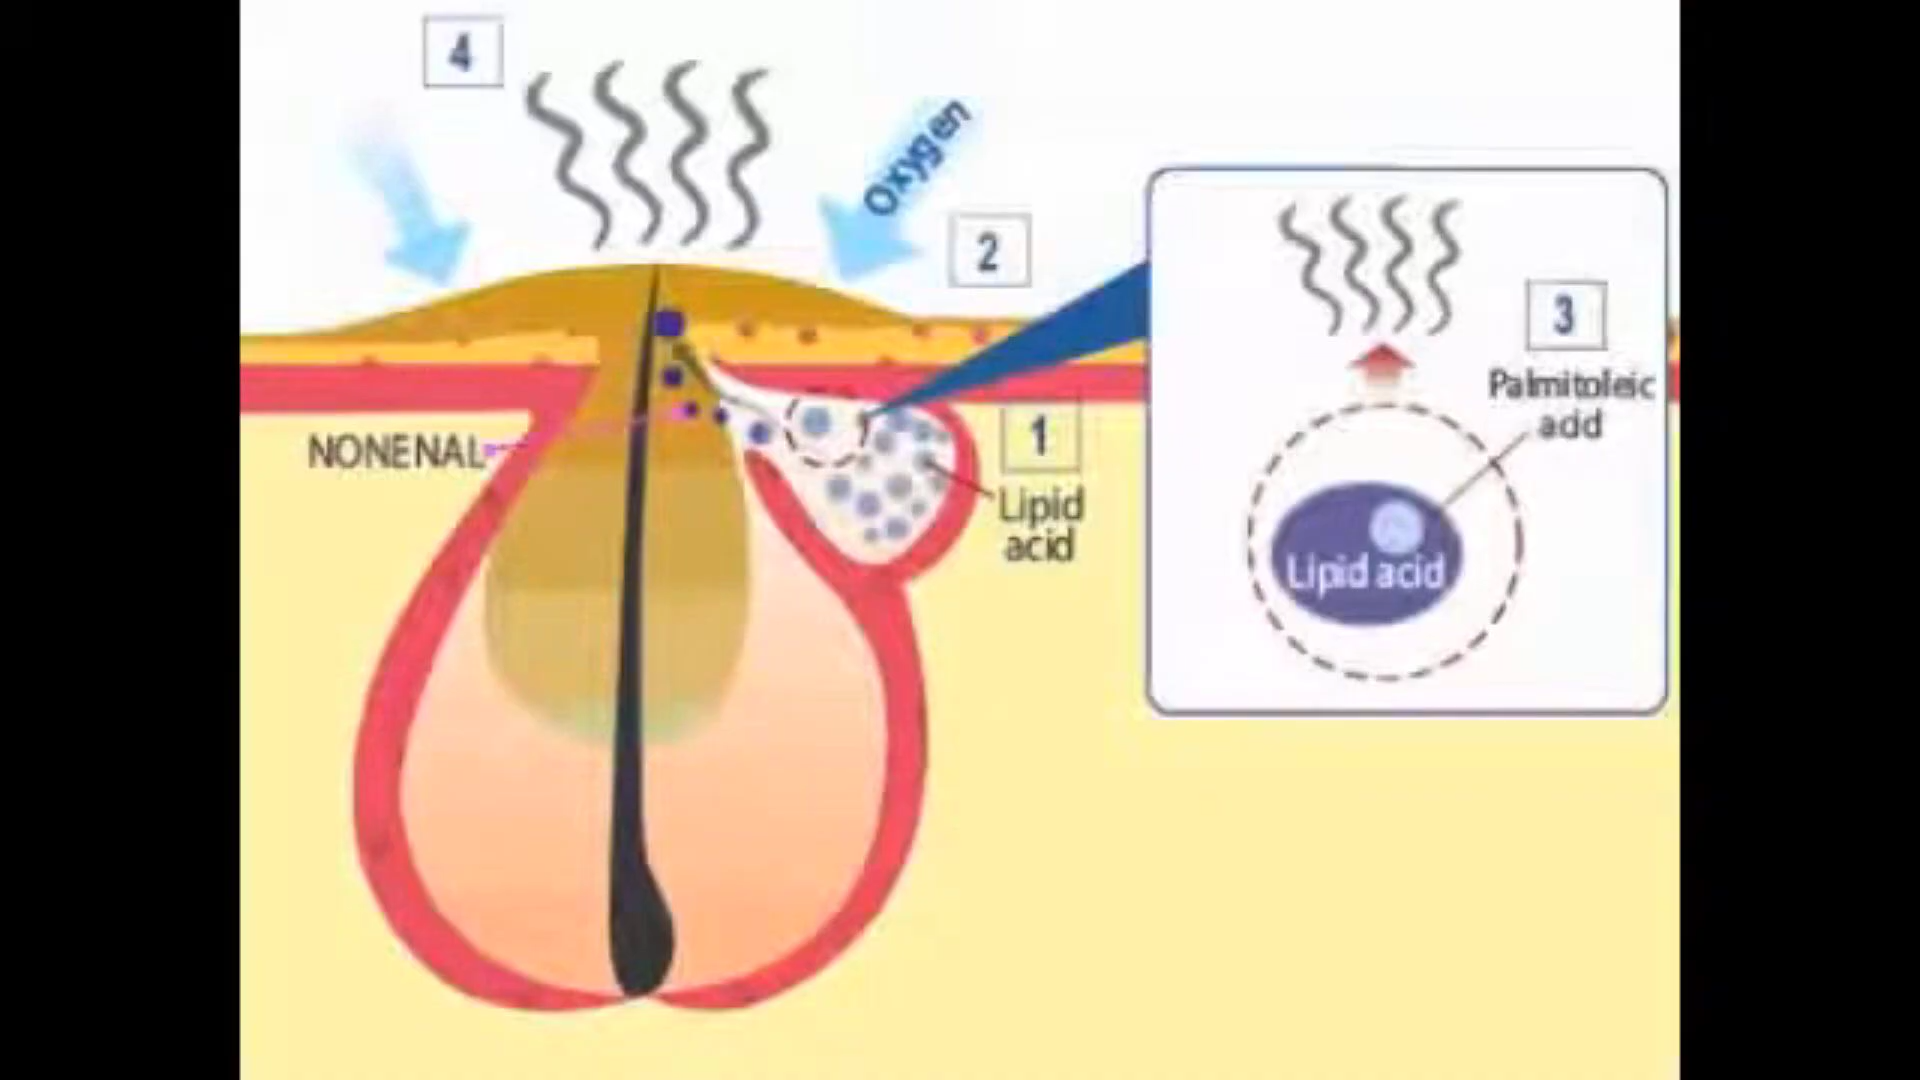 4
Oxygen
2
3
Palmitoleic
acid
NONENAL
1
Lipid
acid
Lipid acid